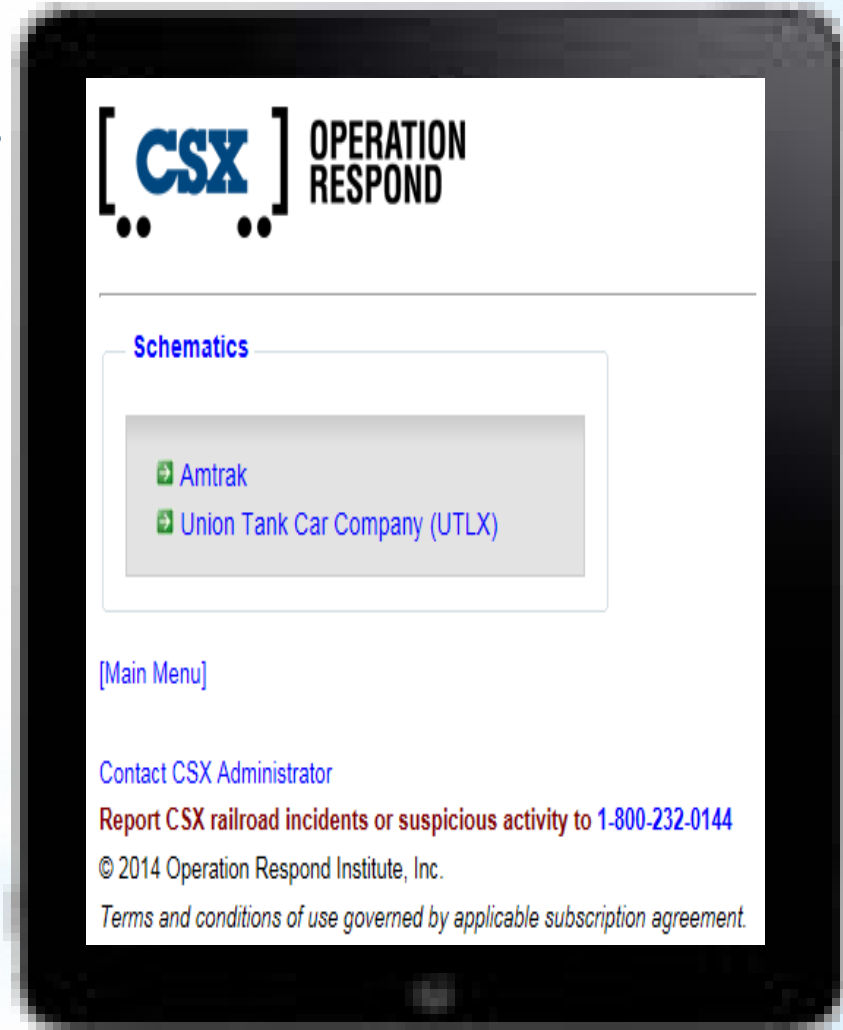 [ CSX ] OPERATION
RESPOND
Schematics
Amtrak
Union Tank Car Company (UTLX)
[Main Menu]
Contact CSX Administrator
Report CSX railroad incidents or suspicious activity to 1-800-232-0144
© 2014 Operation Respond Institute, Inc.
Terms and conditions of use governed by applicable subscription agreement.